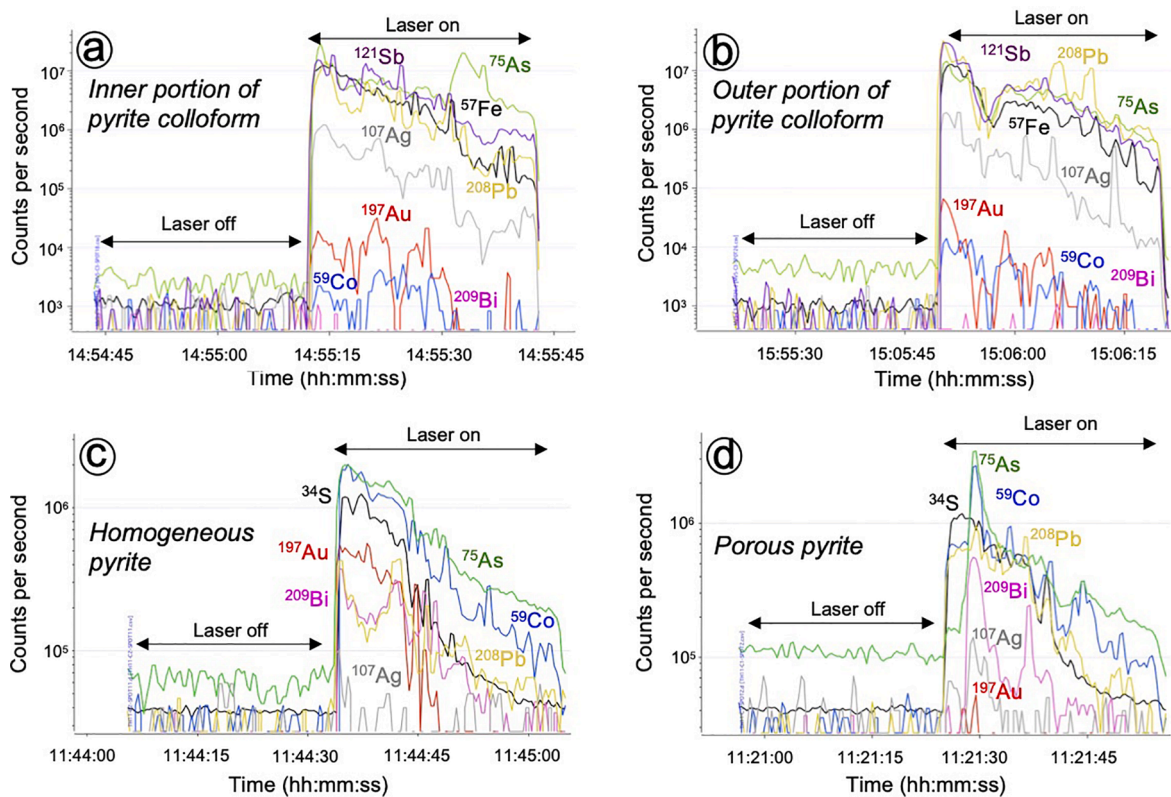 a
Laser on
Inner portion of
pyrite colloform
121Sb
75As
57Fe
107Ag
208Pb
Laser off
197Au
59Co
209Bi
Counts per second
10⁷
10⁶
10⁵
10⁴
10³
14:54:45
14:55:00
14:55:15
14:55:30
14:55:45
Time (hh:mm:ss)
b
Laser on
Outer portion of
pyrite colloform
121Sb
208Pb
75As
57Fe
107Ag
Laser off
197Au
59Co
209Bi
Counts per second
10⁷
10⁶
10⁵
10⁴
10³
15:55:30
15:05:45
15:06:00
15:06:15
Time (hh:mm:ss)
c
Laser on
Homogeneous
pyrite
34S
197Au
75As
209Bi
59Co
Laser off
208Pb
107Ag
Counts per second
10⁶
10⁵
11:44:00
11:44:15
11:44:30
11:44:45
11:45:00
Time (hh:mm:ss)
d
Laser on
Porous pyrite
75As
34S
59Co
208Pb
209Bi
Laser off
107Ag
197Au
Counts per second
10⁶
10⁵
11:21:00
11:21:15
11:21:30
11:21:45
Time (hh:mm:ss)